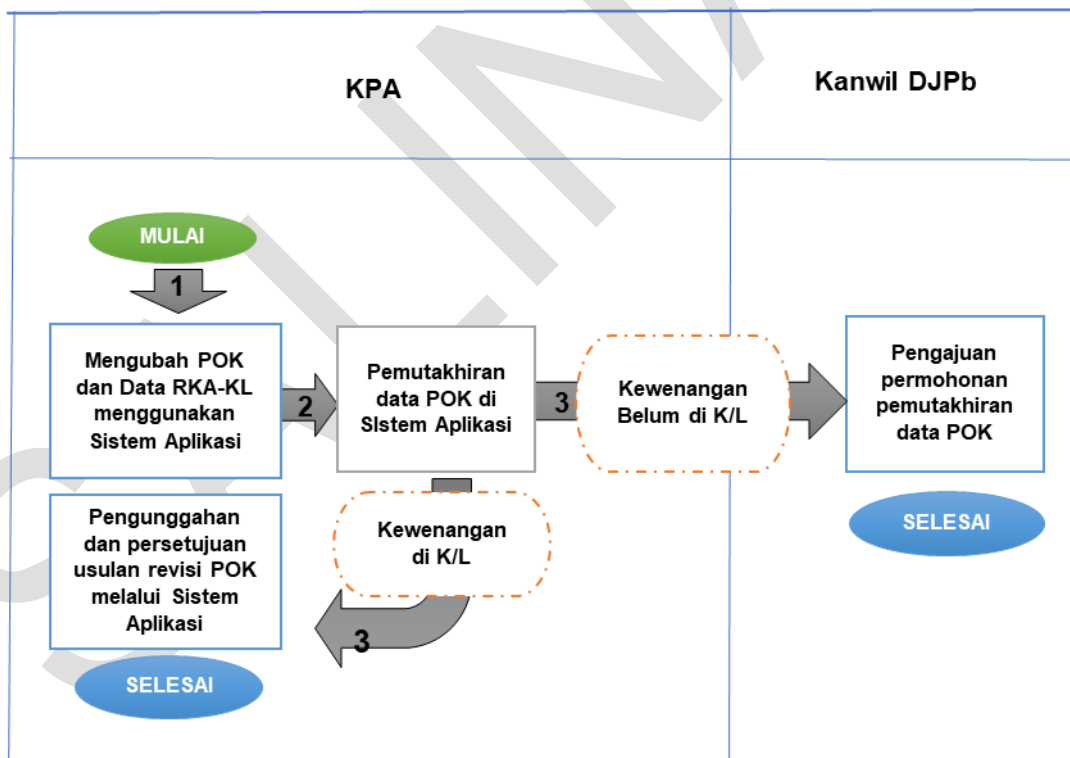 KPA
Kanwil DJPb
MULAI
1
Mengubah POK
dan Data RKA-KL
menggunakan
Sistem Aplikasi
2
Pemutakhiran
data POK di
SIstem Aplikasi
3
Kewenangan
Belum di K/L
Pengajuan
permohonan
pemutakhiran
data POK
SELESAI
Kewenangan
di K/L
3
Pengunggahan
dan persetujuan
usulan revisi POK
melalui Sistem
Aplikasi
SELESAI